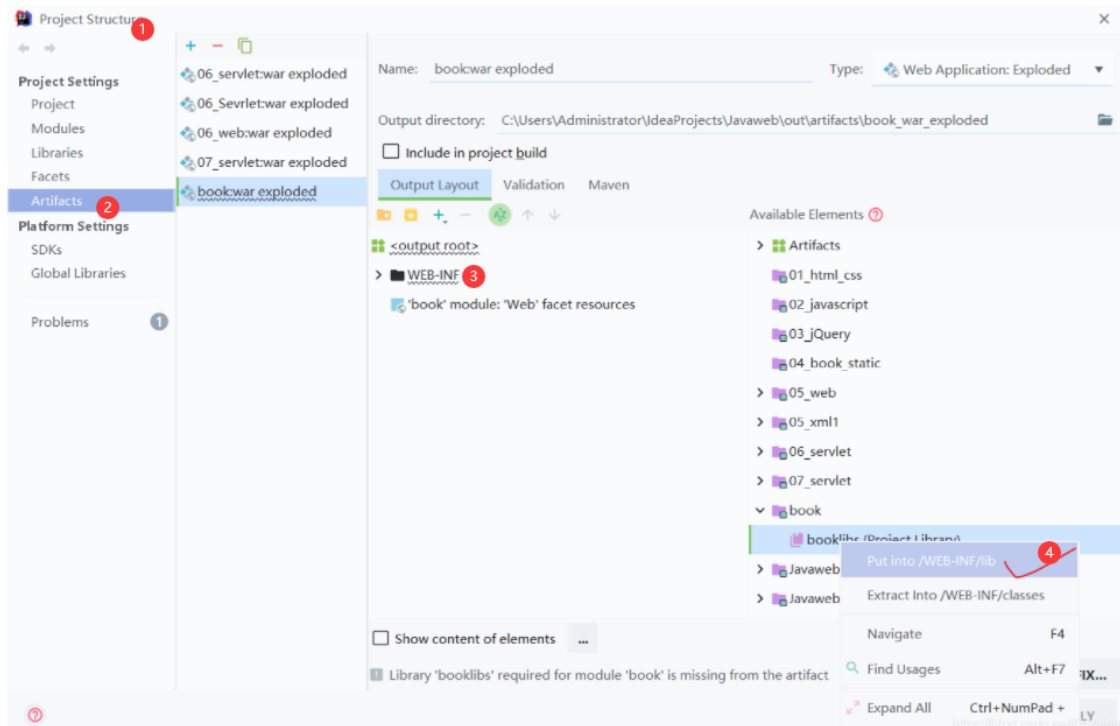 Project Structure
1
Project Settings
Project
Modules
Libraries
Facets
Artifacts
2
Platform Settings
SDKs
Global Libraries
Problems
1
06_servlet:war exploded
06_Sevrlet:war exploded
06_web:war exploded
07_servlet:war exploded
book:war exploded
Name: book:war exploded
Type: Web Application: Exploded
Output directory: C:\Users\Administrator\IdeaProjects\Javaweb\out\artifacts\book_war_exploded
Include in project build
Output Layout Validation Maven
Available Elements ?
<output root>
WEB-INF 3
'book' module: 'Web' facet resources
Artifacts
01_html_css
02_javascript
03_jQuery
04_book_static
05_web
05_xml1
06_servlet
07_servlet
book
booklibs (Project Library)
Javaweb
Javaweb
4
Put into /WEB-INF/lib
Extract Into /WEB-INF/classes
Navigate F4
Find Usages Alt+F7
Expand All Ctrl+NumPad +
Show content of elements ...
Library 'booklibs' required for module 'book' is missing from the artifact
?